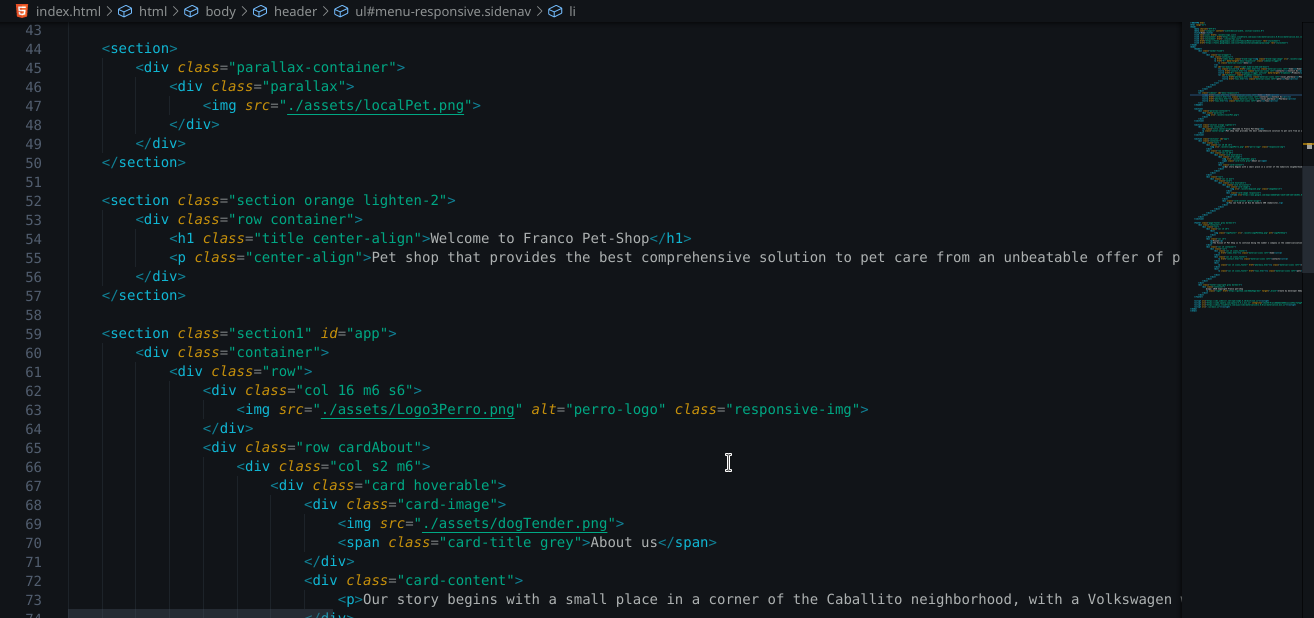 index.html > html > body > header > ul#menu-responsive.sidenav > li
43
44 <section>
45 <div class="parallax-container">
46 <div class="parallax">
47 <img src="./assets/localPet.png">
48 </div>
49 </div>
50 </section>
51
52 <section class="section orange lighten-2">
53 <div class="row container">
54 <h1 class="title center-align">Welcome to Franco Pet-Shop</h1>
55 <p class="center-align">Pet shop that provides the best comprehensive solution to pet care from an unbeatable offer of p
56 </div>
57 </section>
58
59 <section class="section1" id="app">
60 <div class="container">
61 <div class="row">
62 <div class="col 16 m6 s6">
63 <img src="./assets/Logo3Perro.png" alt="perro-logo" class="responsive-img">
64 </div>
65 <div class="row cardAbout">
66 <div class="col s2 m6">
67 <div class="card hoverable">
68 <div class="card-image">
69 <img src="./assets/dogTender.png">
70 <span class="card-title grey">About us</span>
71 </div>
72 <div class="card-content">
73 <p>Our story begins with a small place in a corner of the Caballito neighborhood, with a Volkswagen
74 </div>